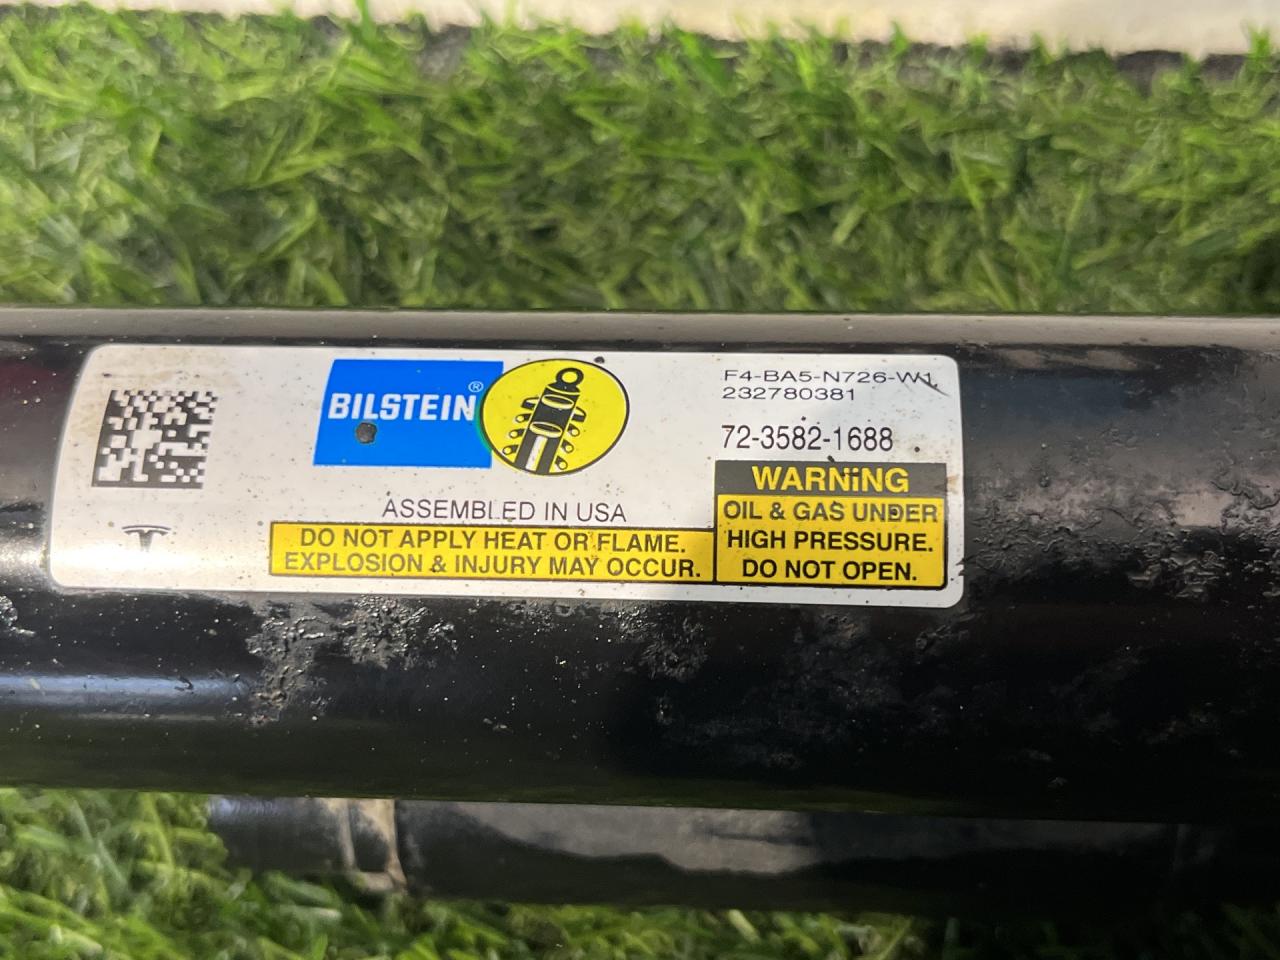 BILSTEIN®
F4-BA5-N726-W1
232780381
72-3582-1688
ASSEMBLED IN USA
DO NOT APPLY HEAT OR FLAME.
EXPLOSION & INJURY MAY OCCUR.
WARNiNG
OIL & GAS UNDER
HIGH PRESSURE.
DO NOT OPEN.